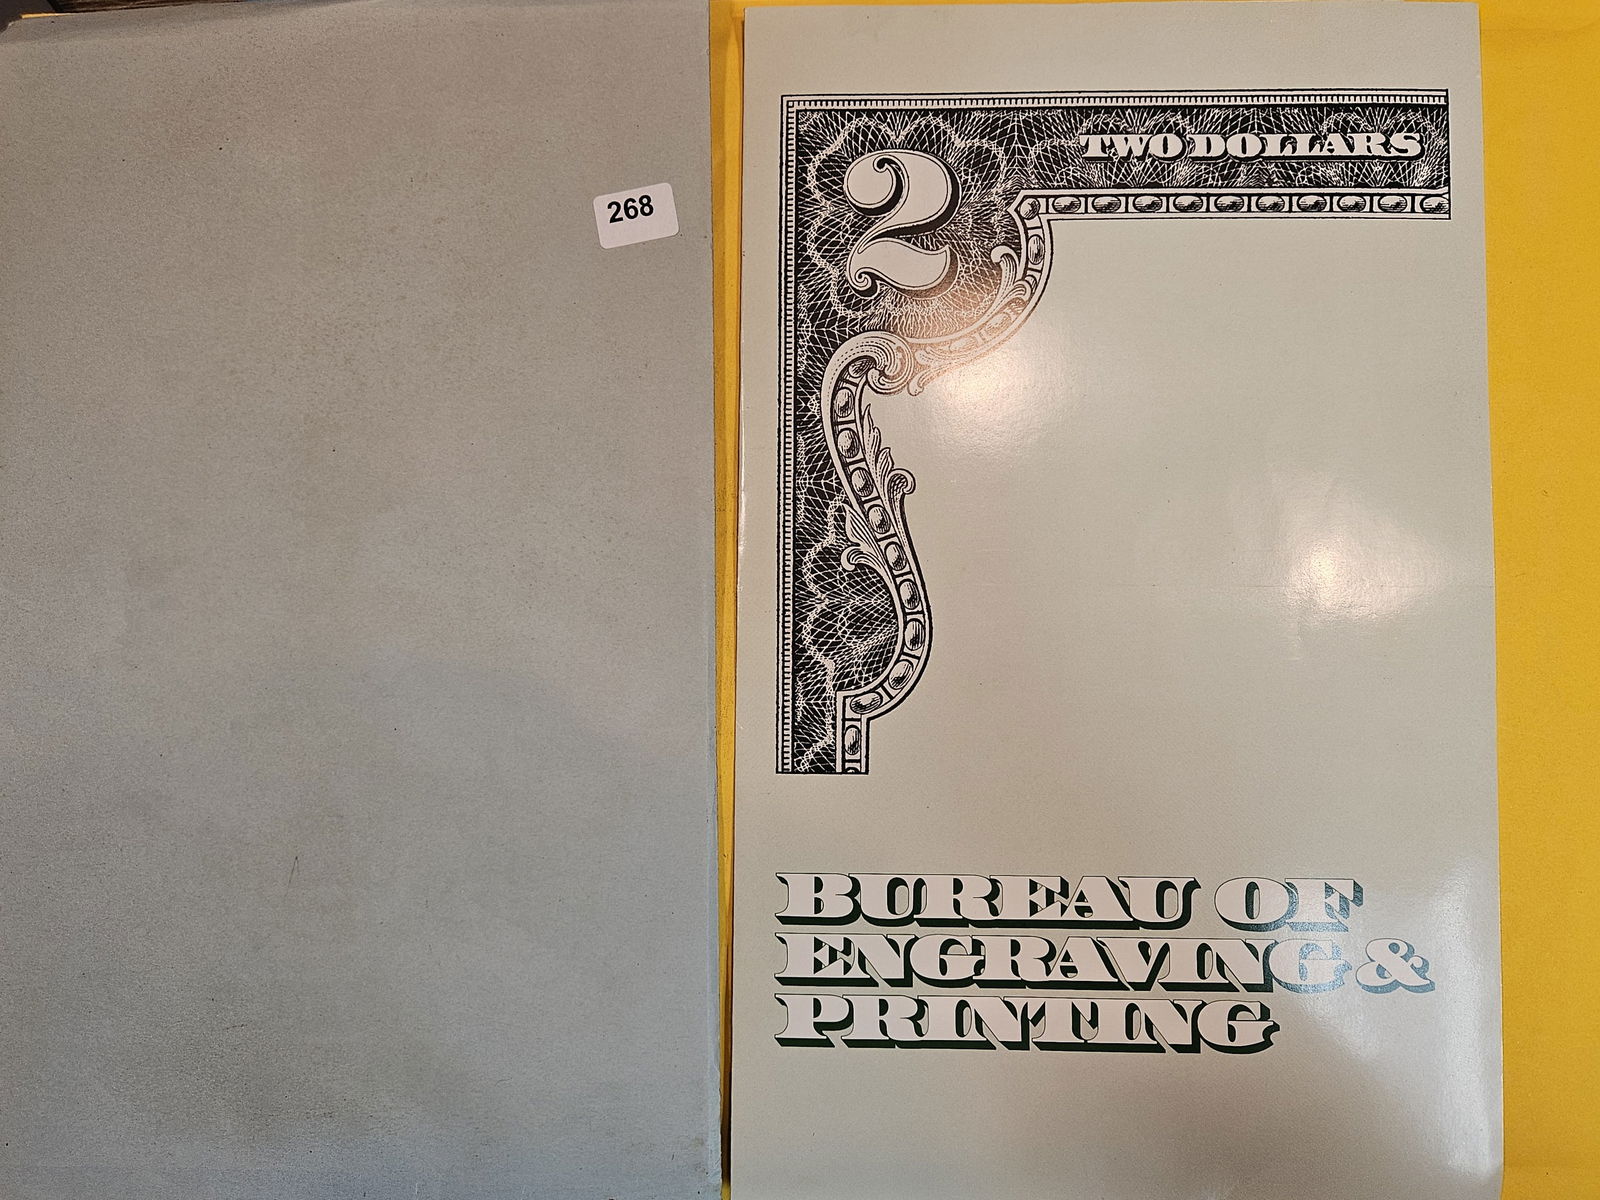 268
2
TWO DOLLARS
BUREAU OF
ENGRAVING &
PRINTING